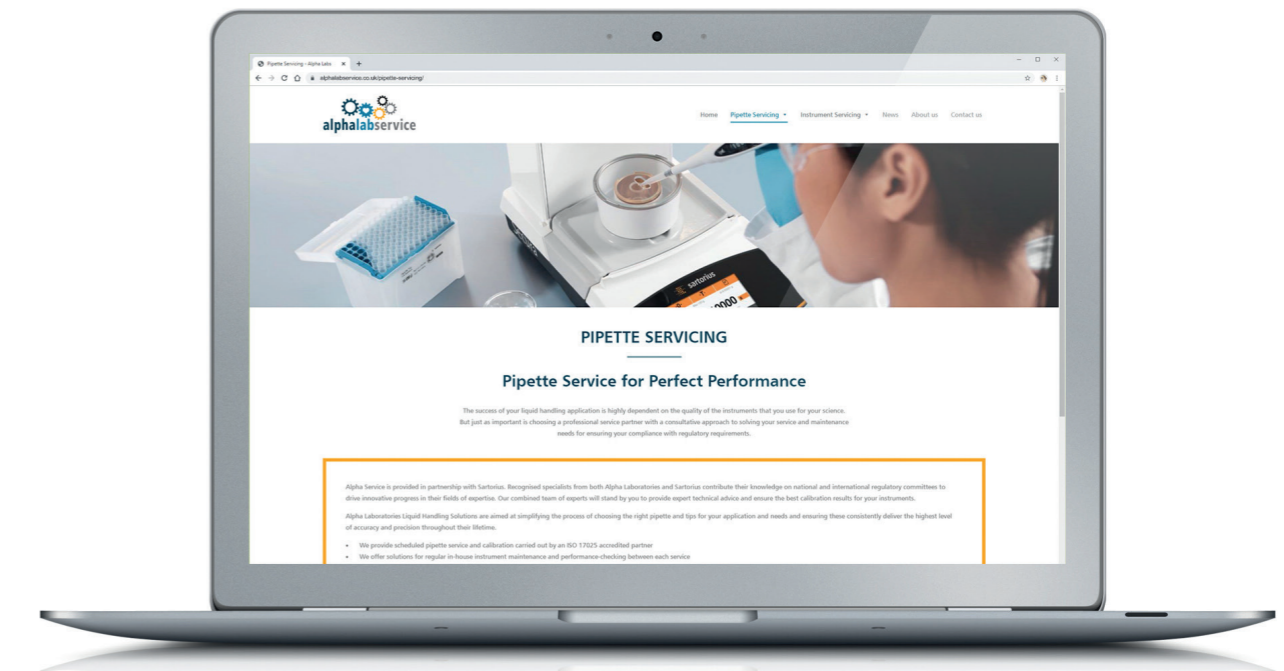 Pipette Servicing - Alpha Labs
alphalabservice.co.uk/pipette-servicing/
alphalabservice
Home Pipette Servicing Instrument Servicing News About us Contact us
sartorius
0000
PIPETTE SERVICING
Pipette Service for Perfect Performance
The success of your liquid handling application is highly dependent on the quality of the instruments that you use for your science.
But just as important is choosing a professional service partner with a consultative approach to solving your service and maintenance
needs for ensuring your compliance with regulatory requirements.
Alpha Service is provided in partnership with Sartorius. Recognised specialists from both Alpha Laboratories and Sartorius contribute their knowledge on national and international regulatory committees to
drive innovative progress in their fields of expertise. Our combined team of experts will stand by you to provide expert technical advice and ensure the best calibration results for your instruments.
Alpha Laboratories Liquid Handling Solutions are aimed at simplifying the process of choosing the right pipette and tips for your application and needs and ensuring these consistently deliver the highest level
of accuracy and precision throughout their lifetime.
• We provide scheduled pipette service and calibration carried out by an ISO 17025 accredited partner
• We offer solutions for regular in-house instrument maintenance and performance-checking between each service